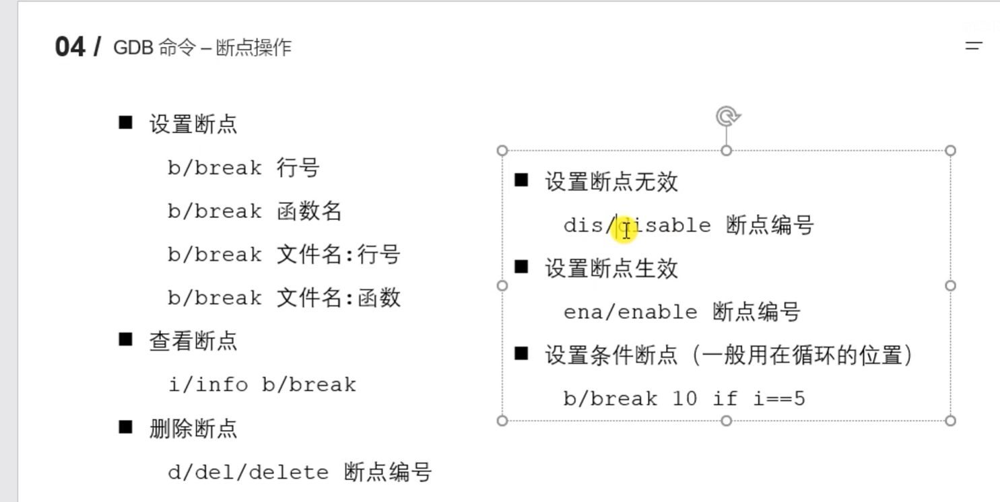 04 / GDB 命令 – 断点操作
■ 设置断点
b/break 行号
b/break 函数名
b/break 文件名:行号
b/break 文件名:函数
■ 查看断点
i/info b/break
■ 删除断点
d/del/delete 断点编号
■ 设置断点无效
dis/disable 断点编号
■ 设置断点生效
ena/enable 断点编号
■ 设置条件断点（一般用在循环的位置）
b/break 10 if i==5